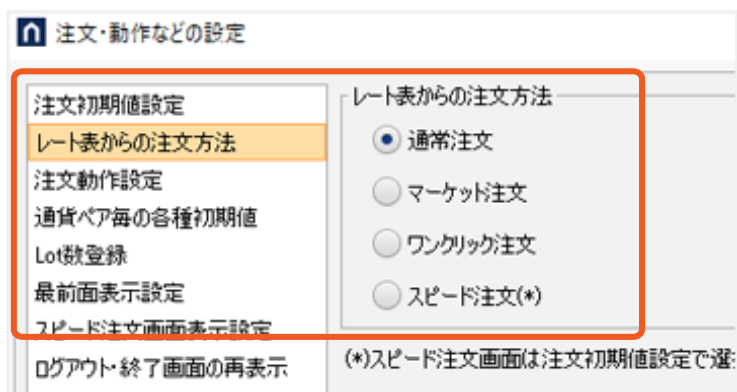 注文・動作などの設定
注文初期値設定
レート表からの注文方法
注文動作設定
通貨ペア毎の各種初期値
Lot数登録
最前面表示設定
スピード注文画面表示設定
ログアウト・終了画面の再表示
レート表からの注文方法
通常注文
マーケット注文
ワンクリック注文
スピード注文(*)
(*)スピード注文画面は注文初期値設定で選